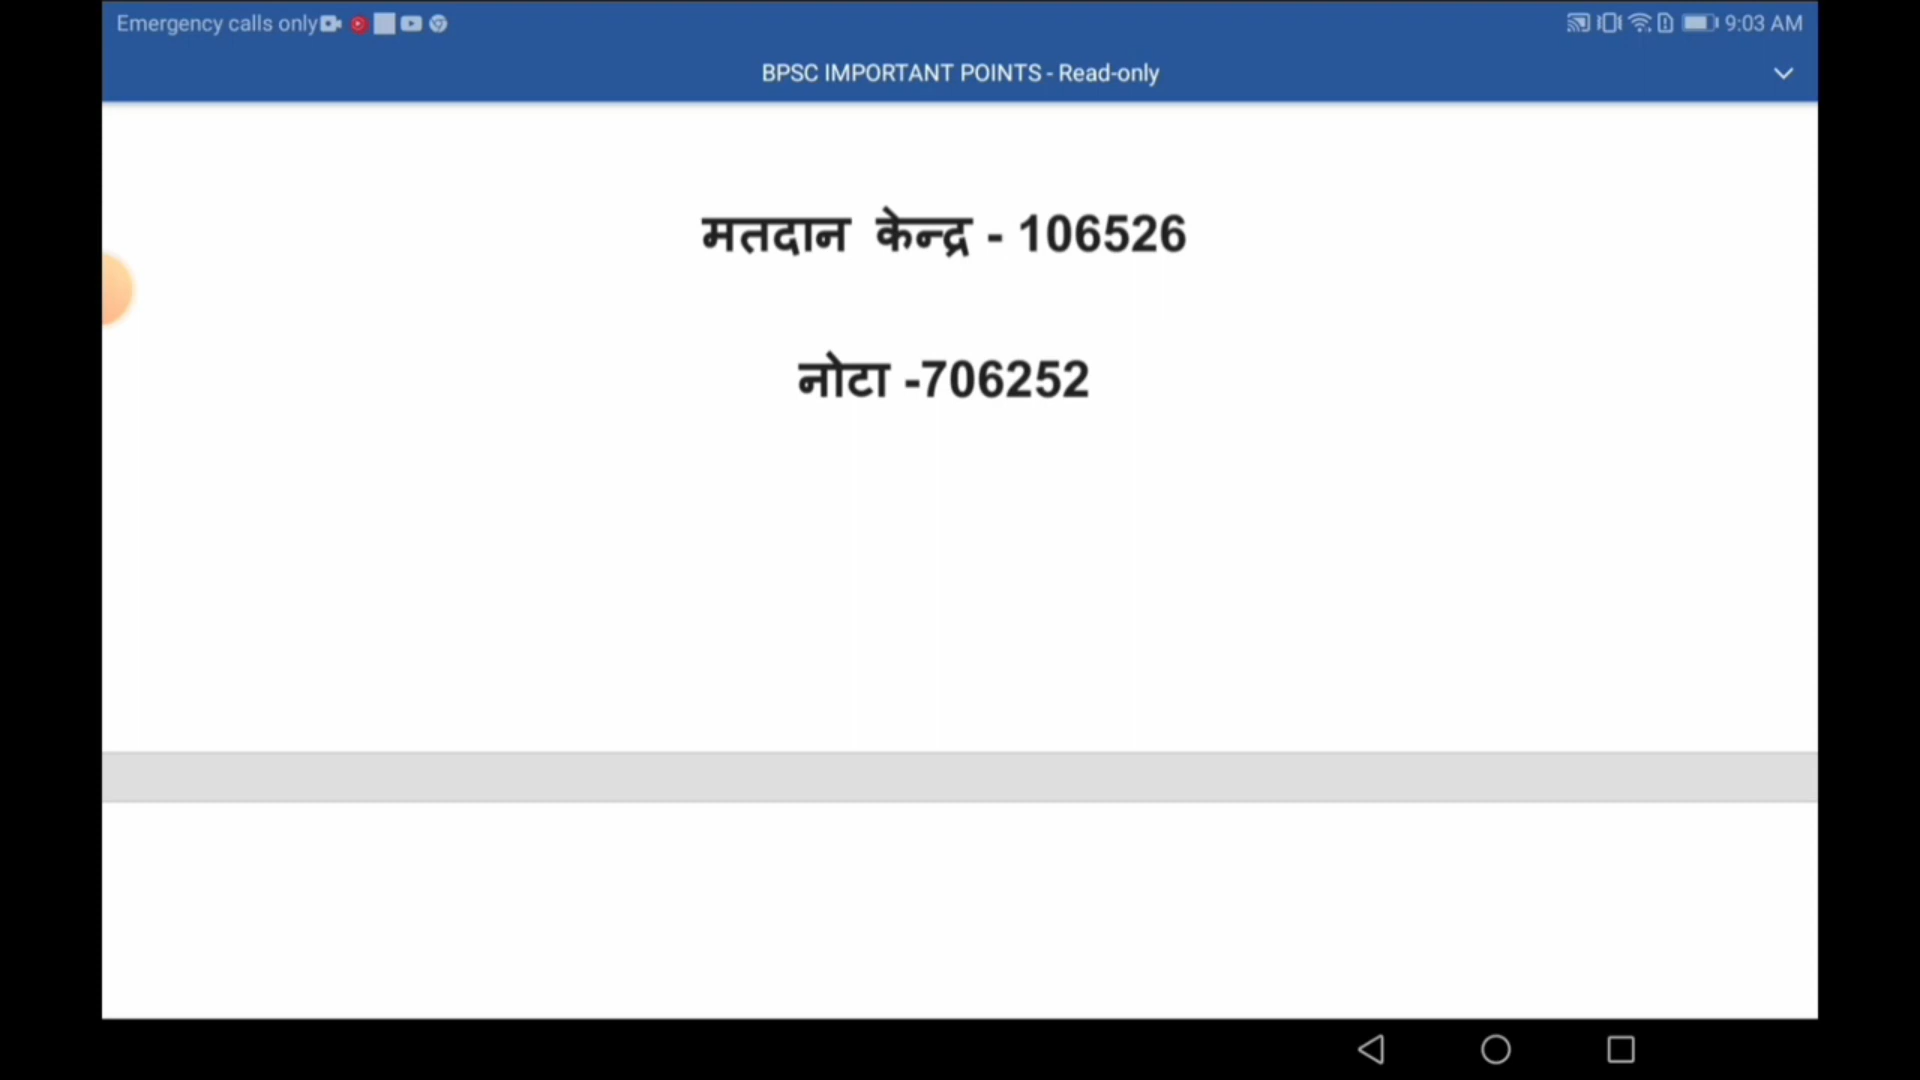 Emergency calls only
9:03 AM
BPSC IMPORTANT POINTS - Read-only
मतदान केन्द्र - 106526
नोटा -706252